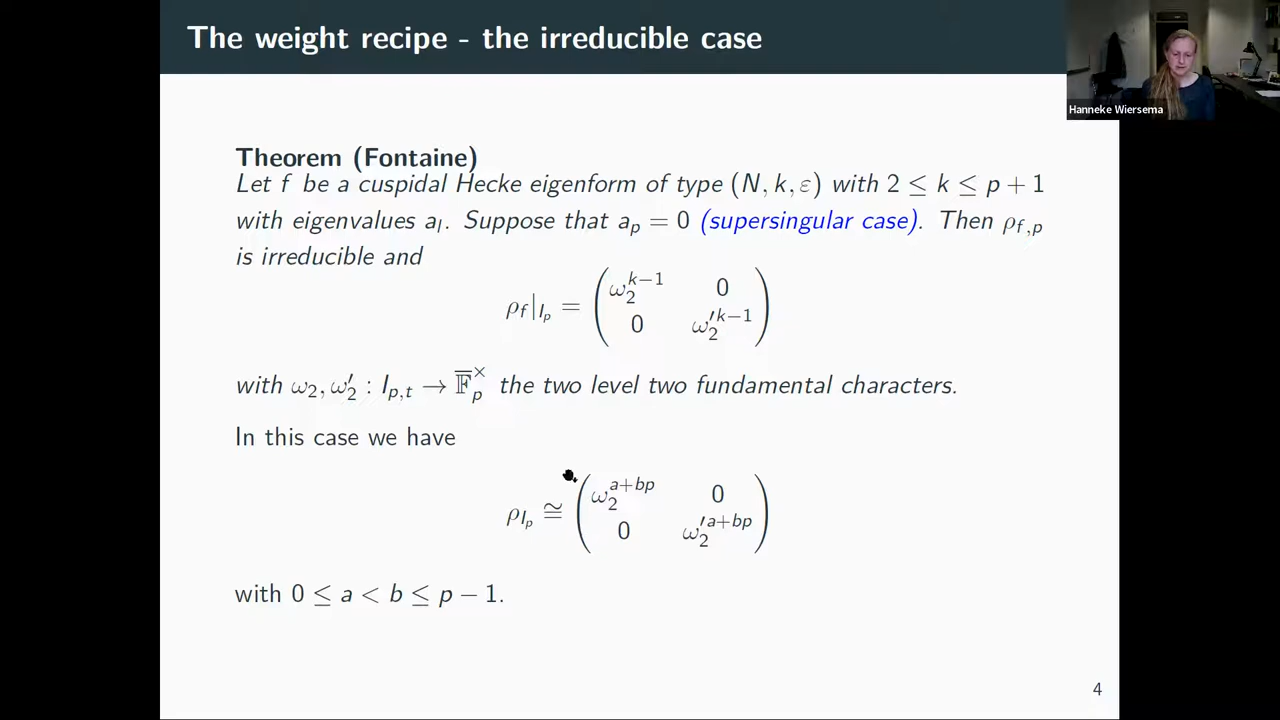 The weight recipe - the irreducible case
Hanneke Wiersema
Theorem (Fontaine)
Let f be a cuspidal Hecke eigenform of type (N, k, ε) with 2 ≤ k ≤ p + 1
with eigenvalues a_l. Suppose that a_p = 0 (supersingular case). Then ρ_{f,p}
is irreducible and
ρ_f|_{I_p} = ( ω_2^{k−1} 0 ; 0 ω_2'^{k−1} )
with ω_2, ω_2' : I_{p,t} → F̅_p^× the two level two fundamental characters.
In this case we have
ρ_{I_p} ≅ ( ω_2^{a+bp} 0 ; 0 ω_2'^{a+bp} )
with 0 ≤ a < b ≤ p − 1.
4